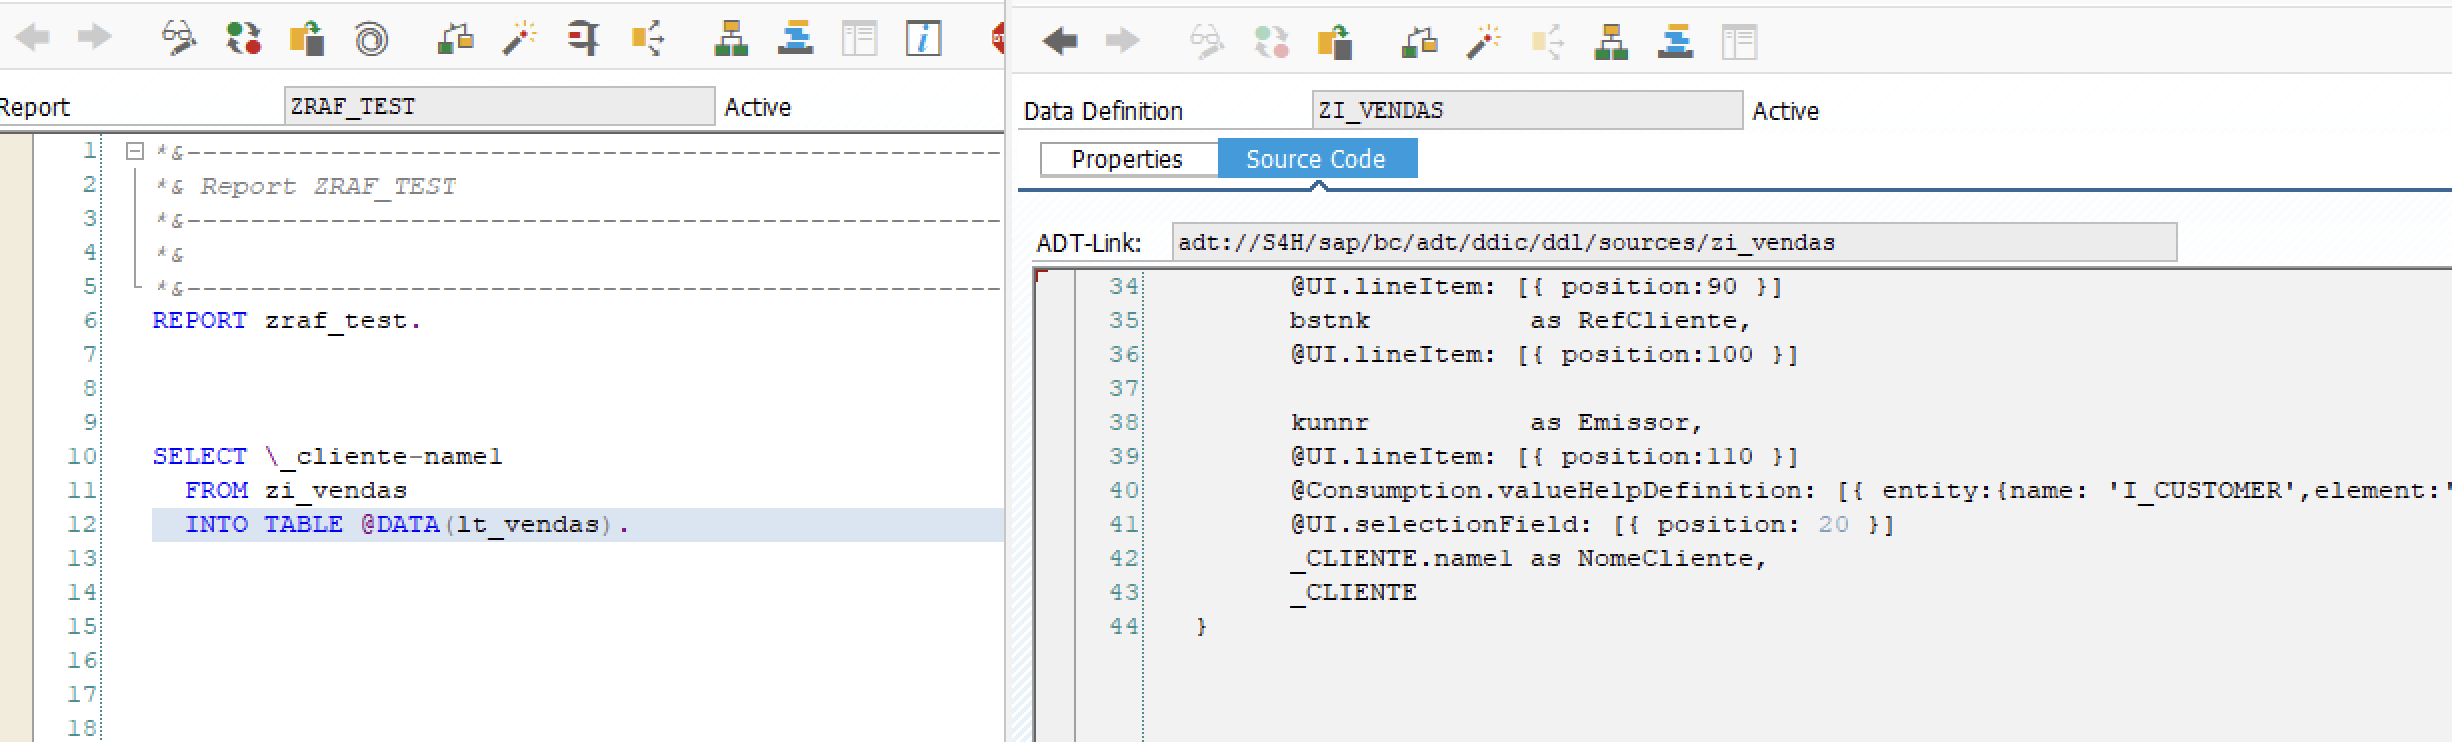 Report ZRAF_TEST Active
1 *&---------------------------------------------------
2 *& Report ZRAF_TEST
3 *&---------------------------------------------------
4 *&
5 *&---------------------------------------------------
6 REPORT zraf_test.
7
8
9
10 SELECT \_cliente-name1
11 FROM zi_vendas
12 INTO TABLE @DATA(lt_vendas).
13
14
15
16
17
18
Data Definition ZI_VENDAS Active
Properties Source Code
ADT-Link: adt://S4H/sap/bc/adt/ddic/ddl/sources/zi_vendas
34 @UI.lineItem: [{ position:90 }]
35 bstnk as RefCliente,
36 @UI.lineItem: [{ position:100 }]
37
38 kunnr as Emissor,
39 @UI.lineItem: [{ position:110 }]
40 @Consumption.valueHelpDefinition: [{ entity:{name: 'I_CUSTOMER',element:'
41 @UI.selectionField: [{ position: 20 }]
42 _CLIENTE.name1 as NomeCliente,
43 _CLIENTE
44 }